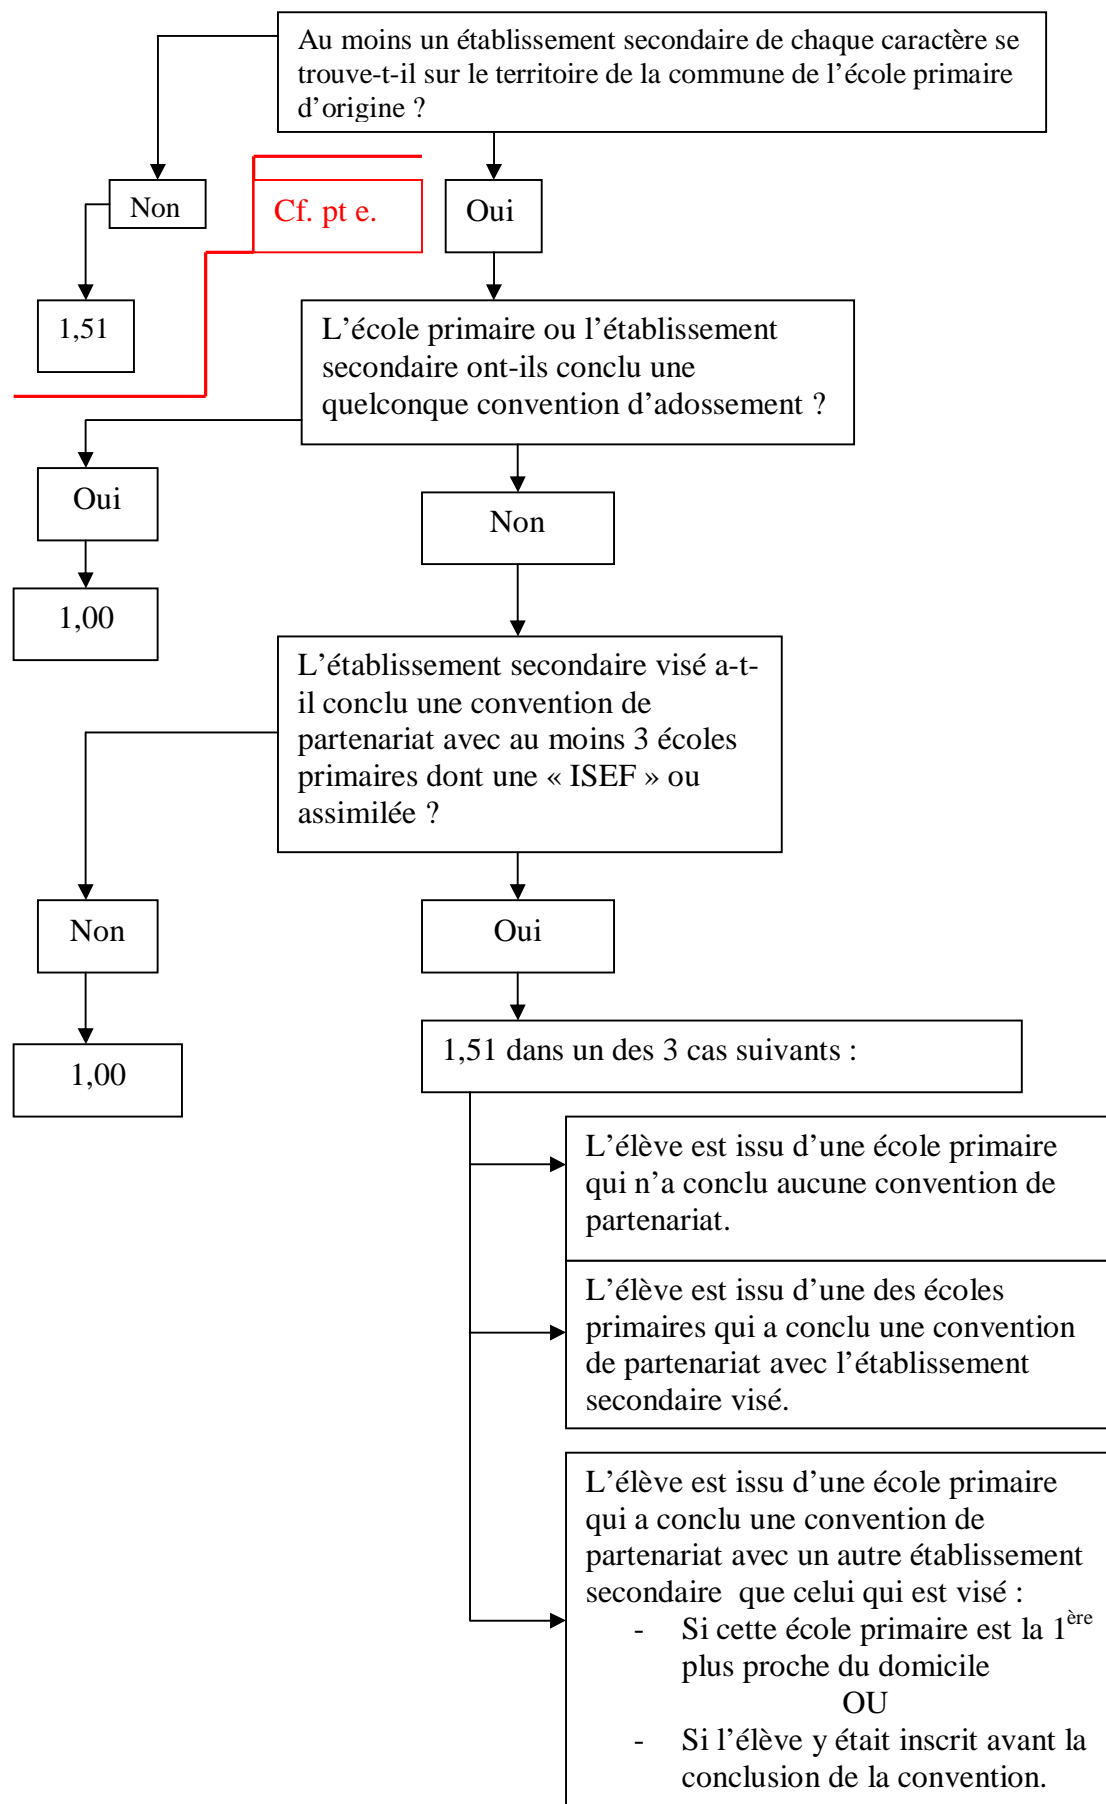 Au moins un établissement secondaire de chaque caractère se
trouve-t-il sur le territoire de la commune de l’école primaire
d’origine ?
Non
Cf. pt e.
Oui
1,51
L’école primaire ou l’établissement
secondaire ont-ils conclu une
quelconque convention d’adossement ?
Oui
Non
1,00
L’établissement secondaire visé a-t-
il conclu une convention de
partenariat avec au moins 3 écoles
primaires dont une « ISEF » ou
assimilée ?
Non
Oui
1,00
1,51 dans un des 3 cas suivants :
L’élève est issu d’une école primaire
qui n’a conclu aucune convention de
partenariat.
L’élève est issu d’une des écoles
primaires qui a conclu une convention
de partenariat avec l’établissement
secondaire visé.
L’élève est issu d’une école primaire
qui a conclu une convention de
partenariat avec un autre établissement
secondaire que celui qui est visé :
- Si cette école primaire est la 1ère
plus proche du domicile
OU
- Si l’élève y était inscrit avant la
conclusion de la convention.